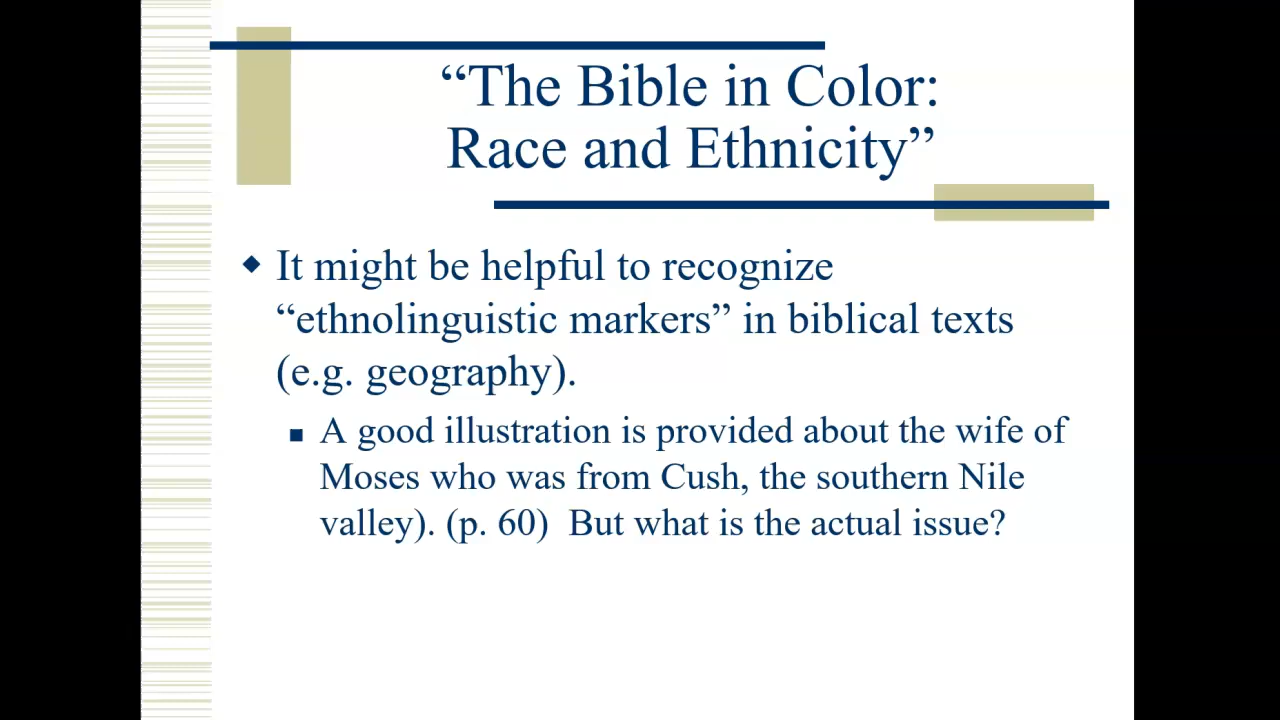 “The Bible in Color:
Race and Ethnicity”
It might be helpful to recognize
“ethnolinguistic markers” in biblical texts
(e.g. geography).
A good illustration is provided about the wife of
Moses who was from Cush, the southern Nile
valley). (p. 60)  But what is the actual issue?